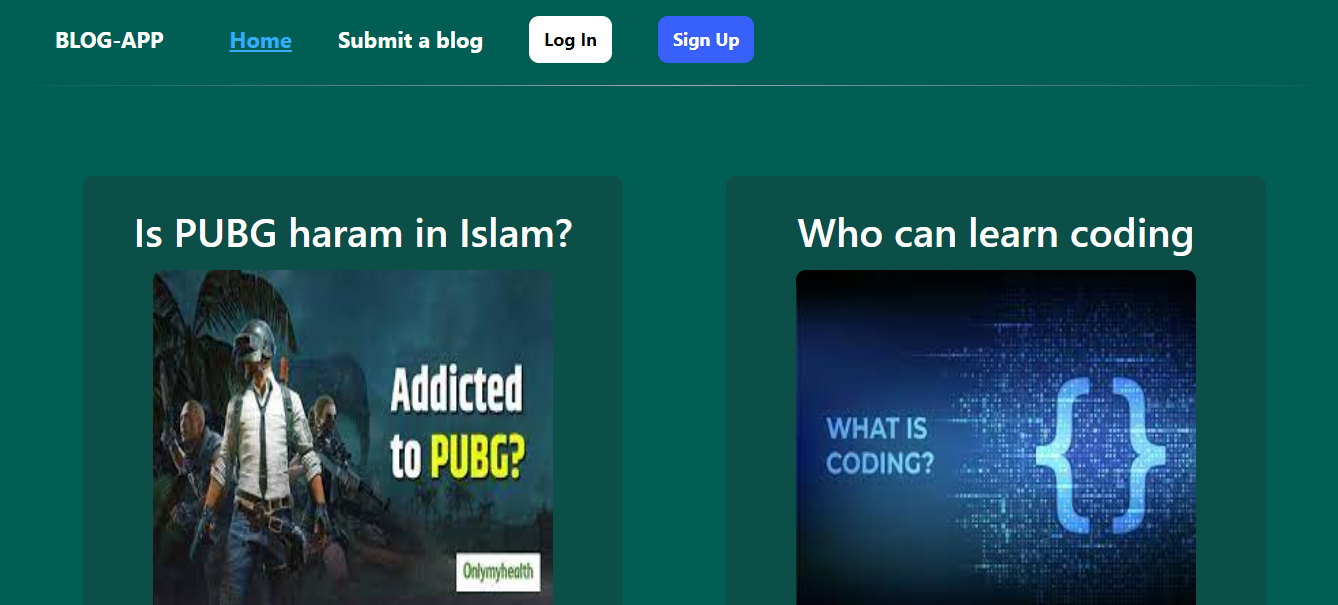 BLOG-APP Home Submit a blog Log In Sign Up
Is PUBG haram in Islam?
Addicted
to PUBG?
Onlymyhealth
Who can learn coding
WHAT IS
CODING?